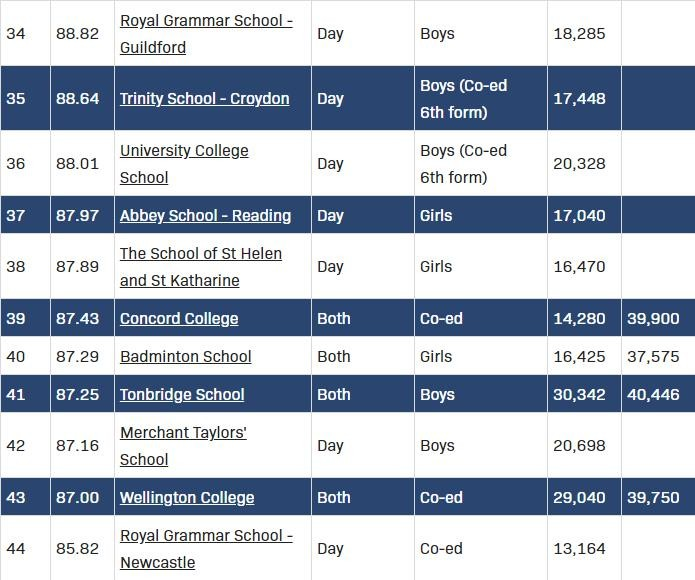 34 88.82 Royal Grammar School - Guildford Day Boys 18,285
35 88.64 Trinity School - Croydon Day Boys (Co-ed 6th form) 17,448
36 88.01 University College School Day Boys (Co-ed 6th form) 20,328
37 87.97 Abbey School - Reading Day Girls 17,040
38 87.89 The School of St Helen and St Katharine Day Girls 16,470
39 87.43 Concord College Both Co-ed 14,280 39,900
40 87.29 Badminton School Both Girls 16,425 37,575
41 87.25 Tonbridge School Both Boys 30,342 40,446
42 87.16 Merchant Taylors' School Day Boys 20,698
43 87.00 Wellington College Both Co-ed 29,040 39,750
44 85.82 Royal Grammar School - Newcastle Day Co-ed 13,164